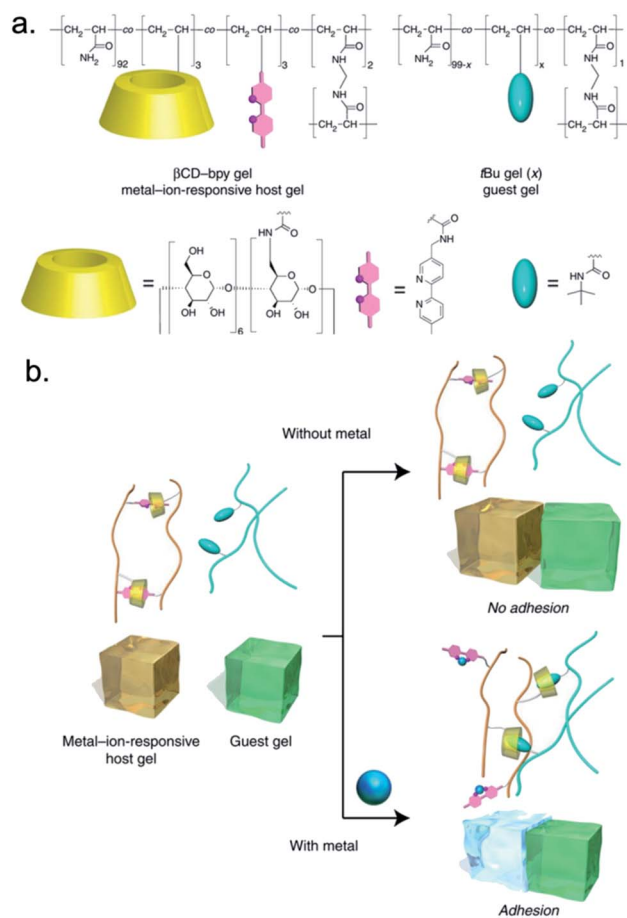 a.
CH2 CH co CH2 CH co CH2 CH co CH2 CH
O
NH2
92
3
3
O
NH
NH
O
CH2 CH
2
CH2 CH co CH2 CH co CH2 CH
O
NH2
99-x
x
O
NH
NH
O
CH2 CH
1
βCD–bpy gel
metal–ion-responsive host gel
tBu gel (x)
guest gel
=
OH
O
OH OH
O
6
HN
O
O
OH OH
O
=
O
NH
N
N
=
O
HN
b.
Without metal
No adhesion
Metal–ion-responsive
host gel
Guest gel
With metal
Adhesion